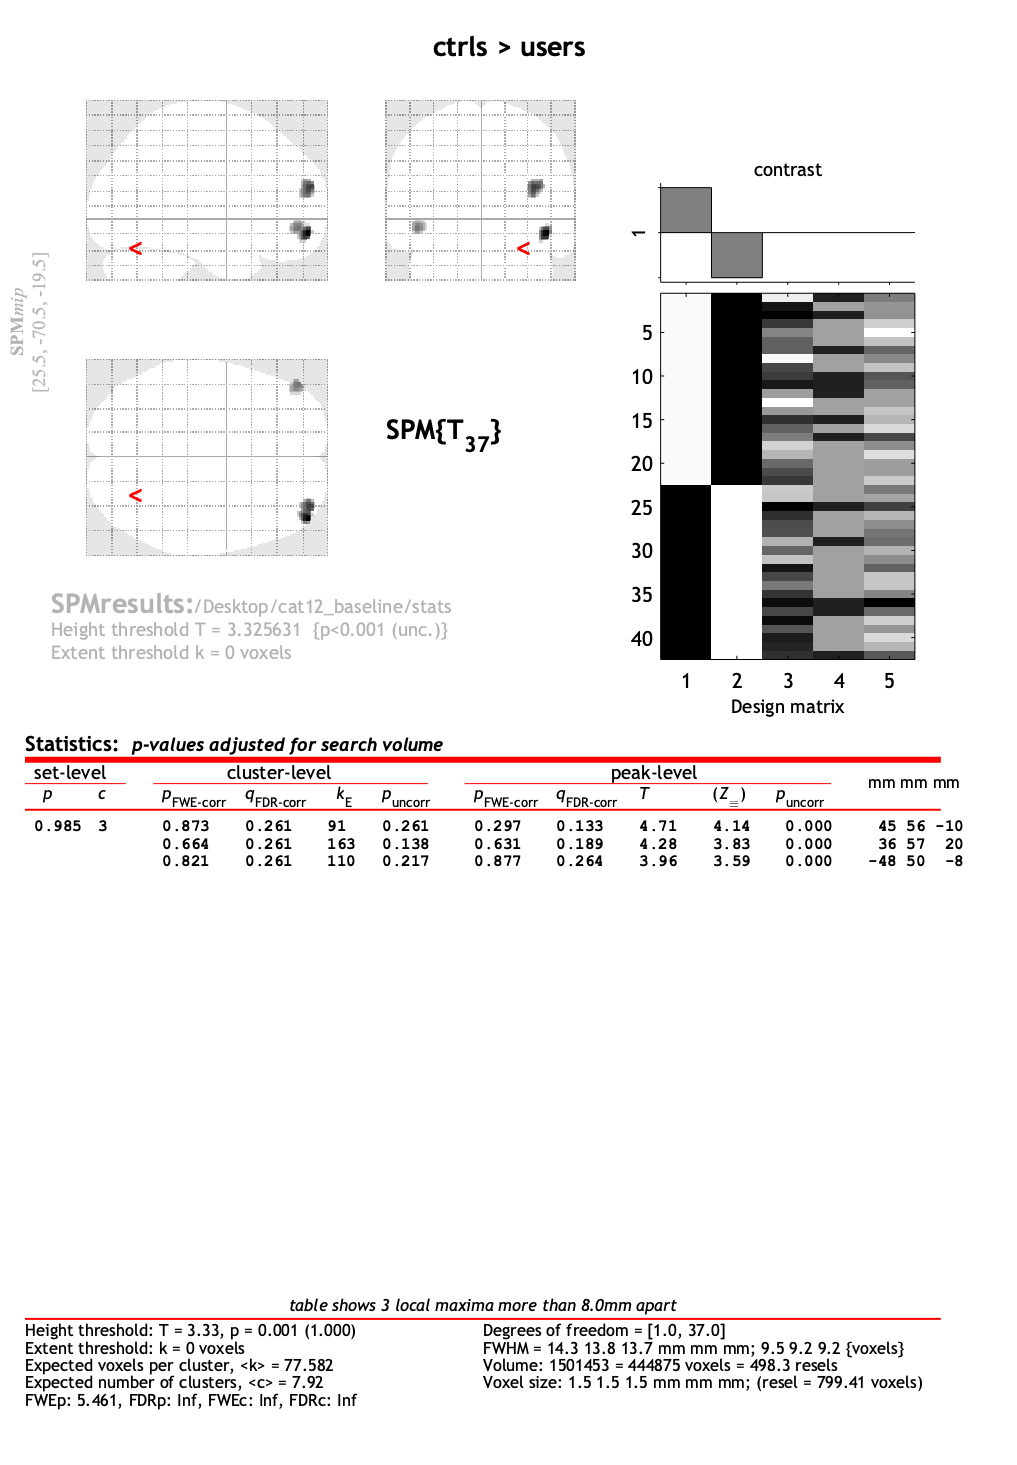 ctrls > users
<
<
<
SPMmip
[25.5, -70.5, -19.5]
SPM{T37}
contrast
1
5
10
15
20
25
30
35
40
1 2 3 4 5
Design matrix
SPMresults:/Desktop/cat12_baseline/stats
Height threshold T = 3.325631 {p<0.001 (unc.)}
Extent threshold k = 0 voxels
Statistics: p-values adjusted for search volume
set-level cluster-level peak-level mm mm mm
p c pFWE-corr qFDR-corr kE puncorr pFWE-corr qFDR-corr T (Z≡) puncorr
0.985 3 0.873 0.261 91 0.261 0.297 0.133 4.71 4.14 0.000 45 56 -10
0.664 0.261 163 0.138 0.631 0.189 4.28 3.83 0.000 36 57 20
0.821 0.261 110 0.217 0.877 0.264 3.96 3.59 0.000 -48 50 -8
table shows 3 local maxima more than 8.0mm apart
Height threshold: T = 3.33, p = 0.001 (1.000)
Extent threshold: k = 0 voxels
Expected voxels per cluster, <k> = 77.582
Expected number of clusters, <c> = 7.92
FWEp: 5.461, FDRp: Inf, FWEc: Inf, FDRc: Inf
Degrees of freedom = [1.0, 37.0]
FWHM = 14.3 13.8 13.7 mm mm mm; 9.5 9.2 9.2 {voxels}
Volume: 1501453 = 444875 voxels = 498.3 resels
Voxel size: 1.5 1.5 1.5 mm mm mm; (resel = 799.41 voxels)